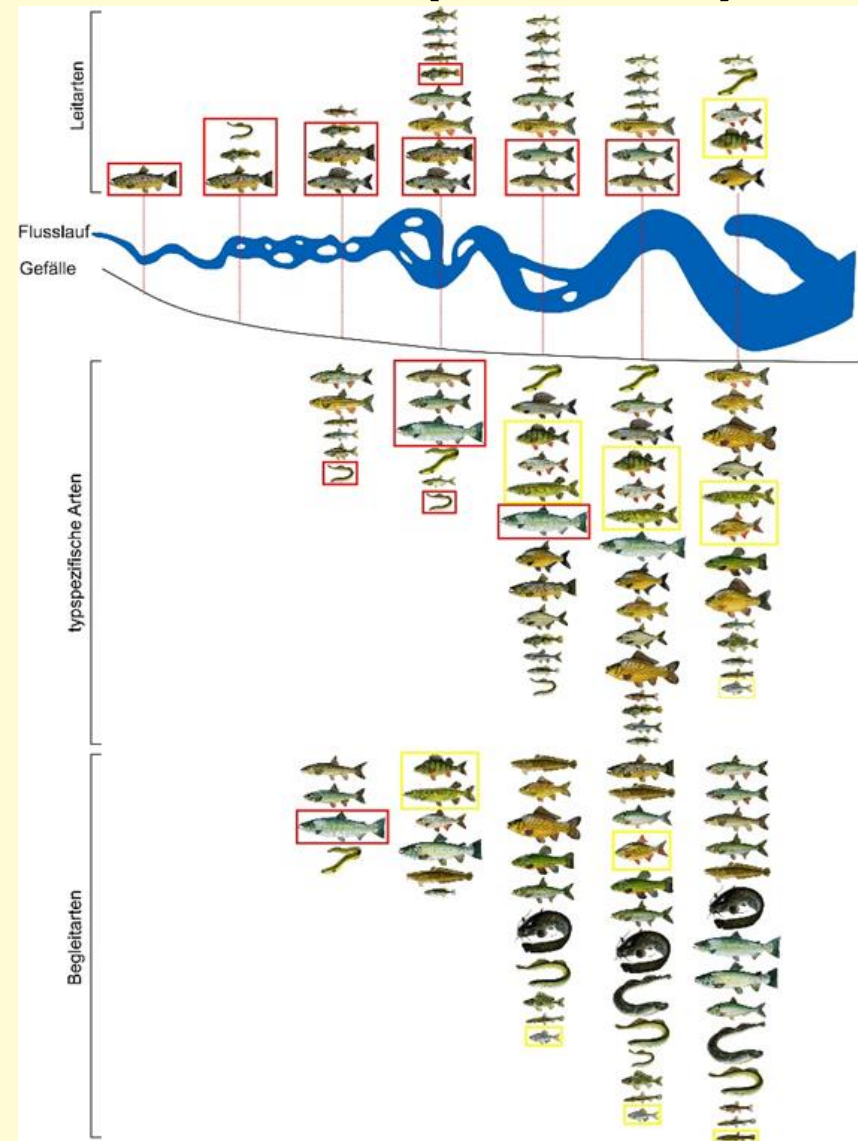 Leitarten
Flusslauf
Gefälle
typspezifische Arten
Begleitarten